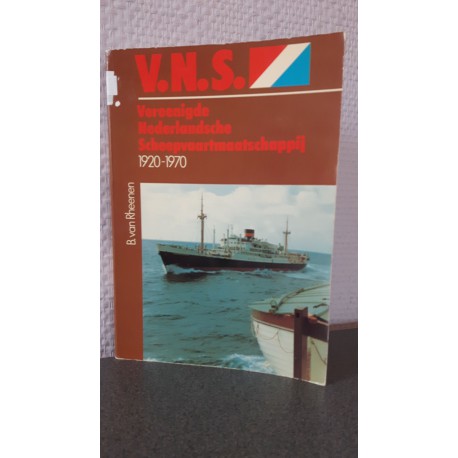 V.N.S.
Vereenigde
Nederlandsche
Scheepvaartmaatschappij
1920-1970
B. van Rheenen